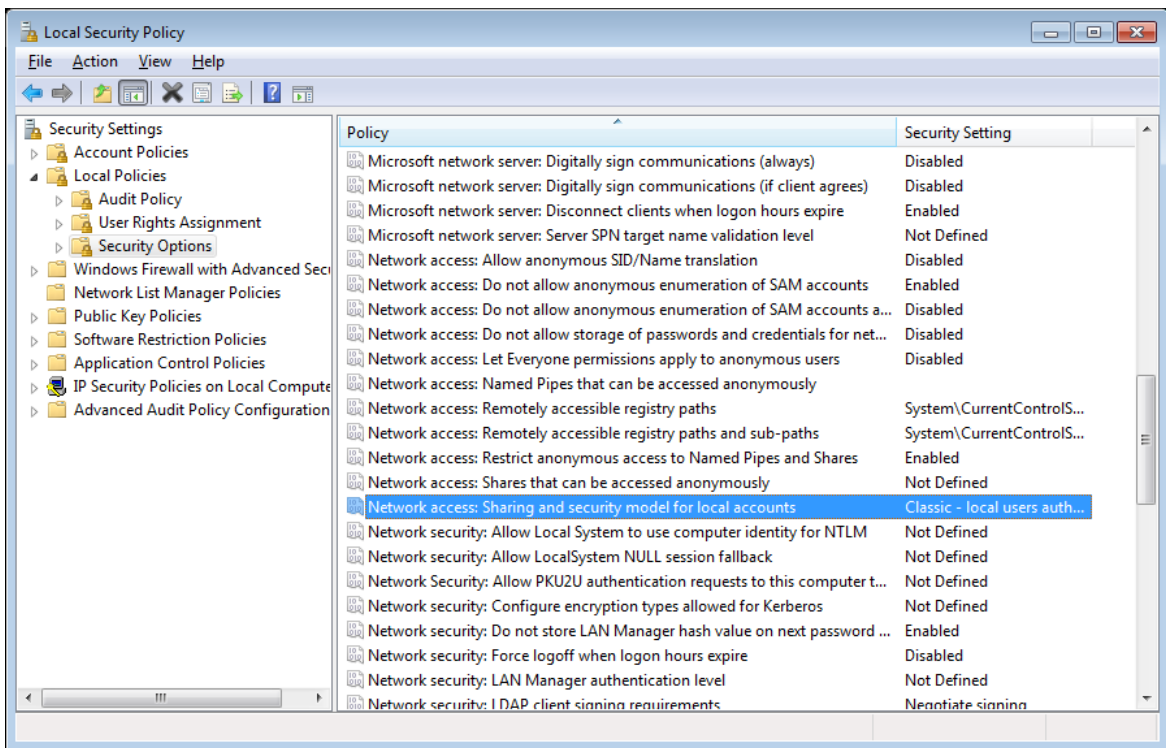 Local Security Policy
File Action View Help
Security Settings
Account Policies
Local Policies
Audit Policy
User Rights Assignment
Security Options
Windows Firewall with Advanced Secu
Network List Manager Policies
Public Key Policies
Software Restriction Policies
Application Control Policies
IP Security Policies on Local Compute
Advanced Audit Policy Configuration
Policy Security Setting
Microsoft network server: Digitally sign communications (always) Disabled
Microsoft network server: Digitally sign communications (if client agrees) Disabled
Microsoft network server: Disconnect clients when logon hours expire Enabled
Microsoft network server: Server SPN target name validation level Not Defined
Network access: Allow anonymous SID/Name translation Disabled
Network access: Do not allow anonymous enumeration of SAM accounts Enabled
Network access: Do not allow anonymous enumeration of SAM accounts a... Disabled
Network access: Do not allow storage of passwords and credentials for net... Disabled
Network access: Let Everyone permissions apply to anonymous users Disabled
Network access: Named Pipes that can be accessed anonymously
Network access: Remotely accessible registry paths System\CurrentControlS...
Network access: Remotely accessible registry paths and sub-paths System\CurrentControlS...
Network access: Restrict anonymous access to Named Pipes and Shares Enabled
Network access: Shares that can be accessed anonymously Not Defined
Network access: Sharing and security model for local accounts Classic - local users auth...
Network security: Allow Local System to use computer identity for NTLM Not Defined
Network security: Allow LocalSystem NULL session fallback Not Defined
Network Security: Allow PKU2U authentication requests to this computer t... Not Defined
Network security: Configure encryption types allowed for Kerberos Not Defined
Network security: Do not store LAN Manager hash value on next password ... Enabled
Network security: Force logoff when logon hours expire Disabled
Network security: LAN Manager authentication level Not Defined
Network security: LDAP client signing requirements Negotiate signing